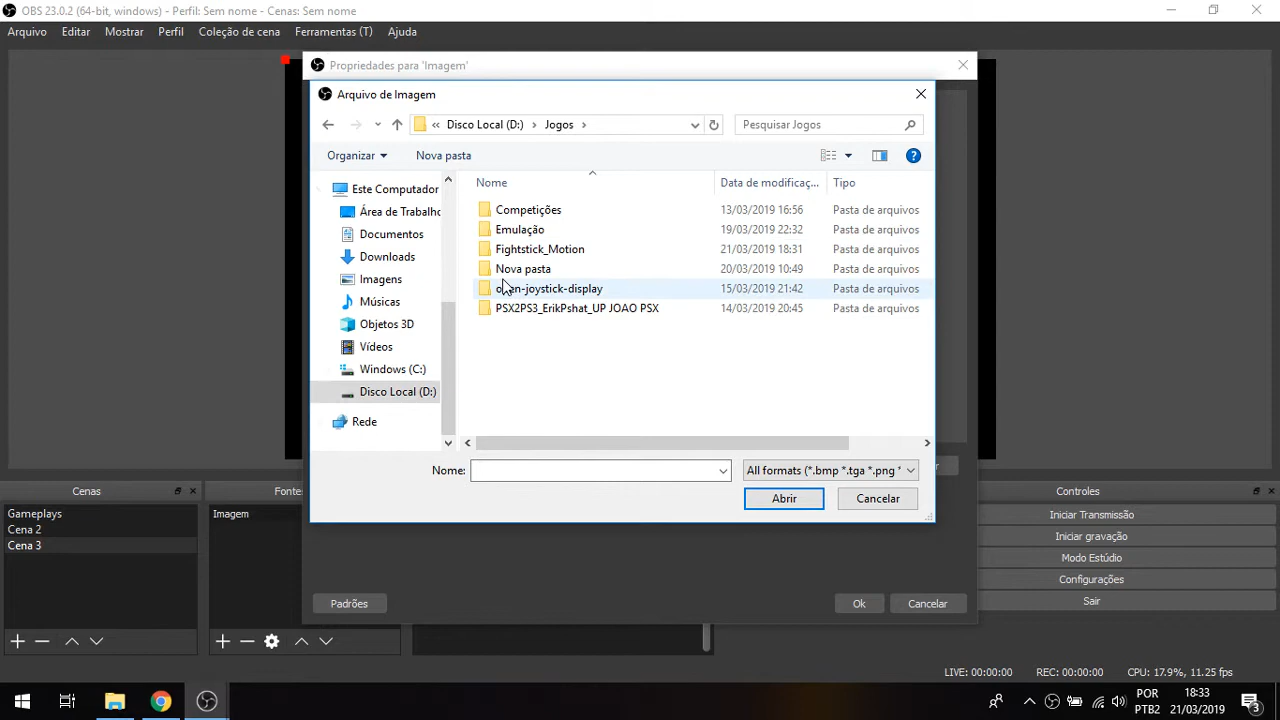 OBS 23.0.2 (64-bit, windows) - Perfil: Sem nome - Cenas: Sem nome
Arquivo Editar Mostrar Perfil Coleção de cena Ferramentas (T) Ajuda
Propriedades para 'Imagem'
Arquivo de Imagem
« Disco Local (D:) › Jogos ›
Pesquisar Jogos
Organizar Nova pasta
Nome Data de modificaç... Tipo
Este Computador
Área de Trabalho
Documentos
Downloads
Imagens
Músicas
Objetos 3D
Vídeos
Windows (C:)
Disco Local (D:)
Rede
Competições 13/03/2019 16:56 Pasta de arquivos
Emulação 19/03/2019 22:32 Pasta de arquivos
Fightstick_Motion 21/03/2019 18:31 Pasta de arquivos
Nova pasta 20/03/2019 10:49 Pasta de arquivos
open-joystick-display 15/03/2019 21:42 Pasta de arquivos
PSX2PS3_ErikPshat_UP JOAO PSX 14/03/2019 20:45 Pasta de arquivos
Nome:
All formats (*.bmp *.tga *.png *
Abrir Cancelar
Padrões Ok Cancelar
Cenas
Gameplays
Cena 2
Cena 3
Fonte
Imagem
Controles
Iniciar Transmissão
Iniciar gravação
Modo Estúdio
Configurações
Sair
LIVE: 00:00:00 REC: 00:00:00 CPU: 17.9%, 11.25 fps
POR
PTB2
18:33
21/03/2019
3